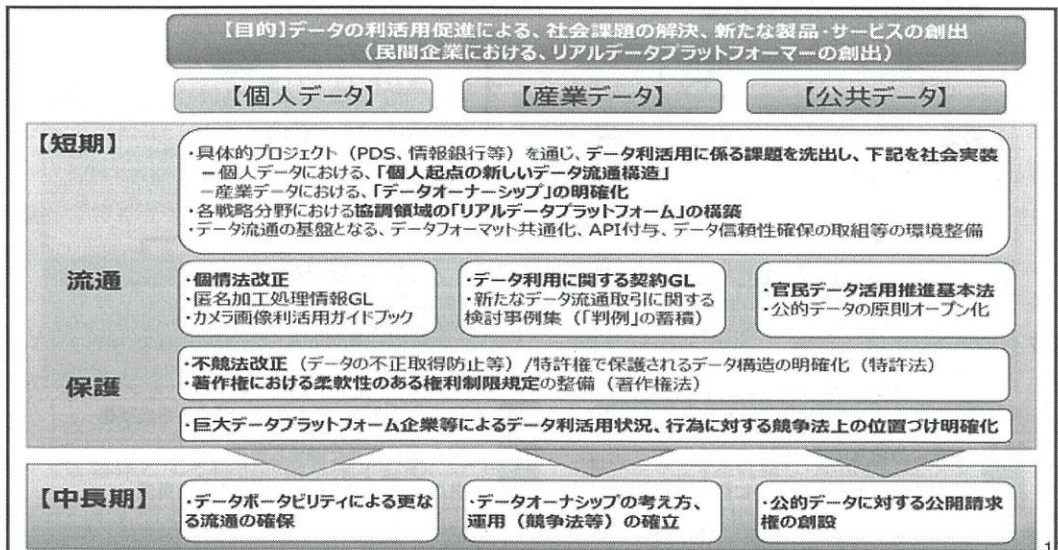 【目的】データの利活用促進による、社会課題の解決、新たな製品・サービスの創出
（民間企業における、リアルデータプラットフォーマーの創出）
【個人データ】
【産業データ】
【公共データ】
【短期】
・具体的プロジェクト（PDS、情報銀行等）を通じ、データ利活用に係る課題を洗出し、下記を社会実装
－個人データにおける、「個人起点の新しいデータ流通構造」
－産業データにおける、「データオーナーシップ」の明確化
・各戦略分野における協調領域の「リアルデータプラットフォーム」の構築
・データ流通の基盤となる、データフォーマット共通化、API付与、データ信頼性確保の取組等の環境整備
流通
・個情法改正
・匿名加工処理情報GL
・カメラ画像利活用ガイドブック
・データ利用に関する契約GL
・新たなデータ流通取引に関する
検討事例集（「判例」の蓄積）
・官民データ活用推進基本法
・公的データの原則オープン化
保護
・不競法改正（データの不正取得防止等）/特許権で保護されるデータ構造の明確化（特許法）
・著作権における柔軟性のある権利制限規定の整備（著作権法）
・巨大データプラットフォーム企業等によるデータ利活用状況、行為に対する競争法上の位置づけ明確化
【中長期】
・データポータビリティによる更な
る流通の確保
・データオーナシップの考え方、
運用（競争法等）の確立
・公的データに対する公開請求
権の創設
1